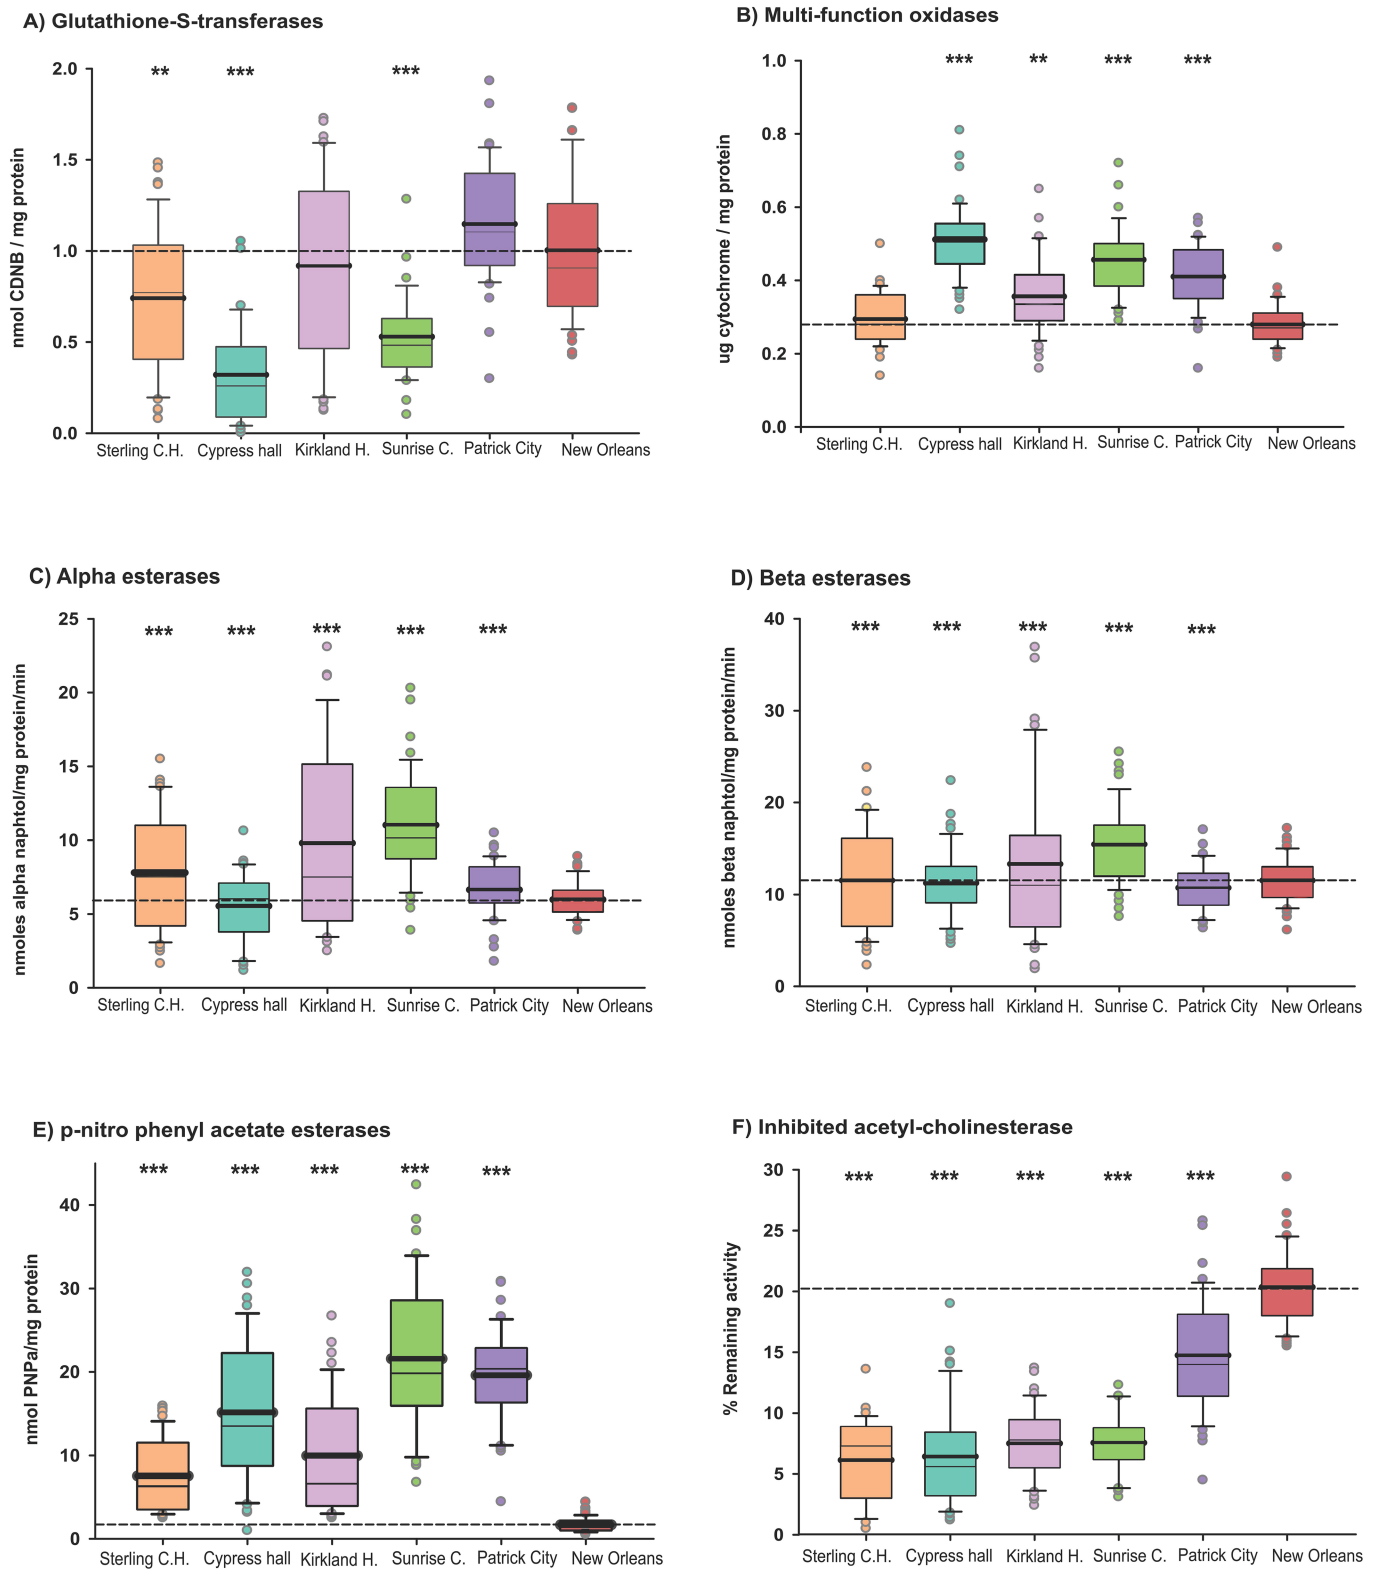 A) Glutathione-S-transferases
nmol CDNB / mg protein
2.0
1.5
1.0
0.5
0.0
** *** ***
Sterling C.H. Cypress hall Kirkland H. Sunrise C. Patrick City New Orleans
B) Multi-function oxidases
ug cytochrome / mg protein
1.0
0.8
0.6
0.4
0.2
0.0
*** ** *** ***
Sterling C.H. Cypress hall Kirkland H. Sunrise C. Patrick City New Orleans
C) Alpha esterases
nmoles alpha naphtol/mg protein/min
25
20
15
10
5
0
*** *** *** *** ***
Sterling C.H. Cypress hall Kirkland H. Sunrise C. Patrick City New Orleans
D) Beta esterases
nmoles beta naphtol/mg protein/min
40
30
20
10
0
*** *** *** *** ***
Sterling C.H. Cypress hall Kirkland H. Sunrise C. Patrick City New Orleans
E) p-nitro phenyl acetate esterases
nmol PNPa/mg protein
40
30
20
10
0
*** *** *** *** ***
Sterling C.H. Cypress hall Kirkland H. Sunrise C. Patrick City New Orleans
F) Inhibited acetyl-cholinesterase
% Remaining activity
30
25
20
15
10
5
0
*** *** *** *** ***
Sterling C.H. Cypress hall Kirkland H. Sunrise C. Patrick City New Orleans